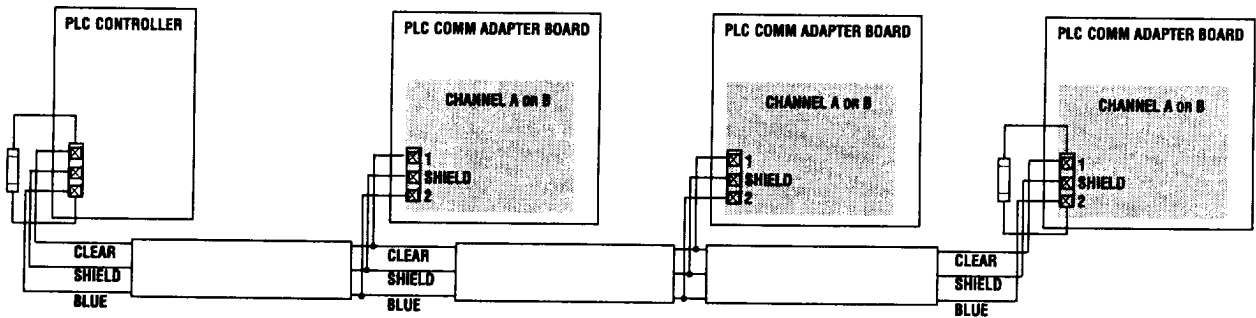 PLC CONTROLLER
PLC COMM ADAPTER BOARD
PLC COMM ADAPTER BOARD
PLC COMM ADAPTER BOARD
CHANNEL A OR B
CHANNEL A OR B
CHANNEL A OR B
1
SHIELD
2
1
SHIELD
2
1
SHIELD
2
CLEAR
SHIELD
BLUE
CLEAR
SHIELD
BLUE
CLEAR
SHIELD
BLUE